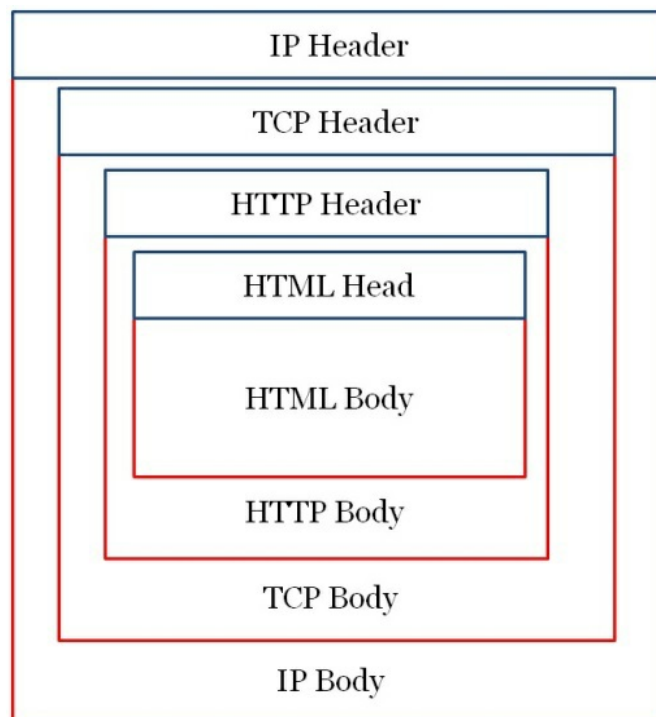 IP Header
TCP Header
HTTP Header
HTML Head
HTML Body
HTTP Body
TCP Body
IP Body